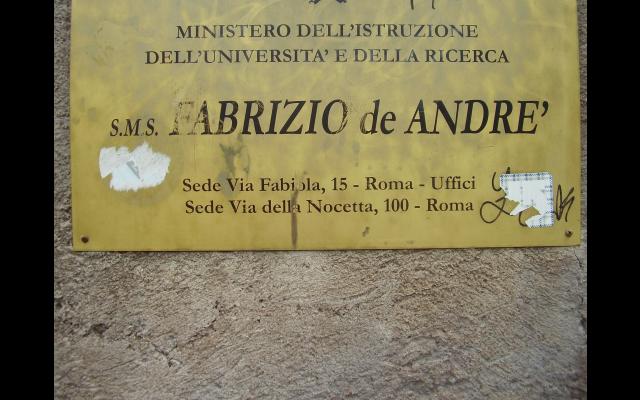 MINISTERO DELL'ISTRUZIONE
DELL'UNIVERSITA' E DELLA RICERCA
S.M.S. FABRIZIO de ANDRE'
Sede Via Fabiola, 15 - Roma - Uffici
Sede Via della Nocetta, 100 - Roma